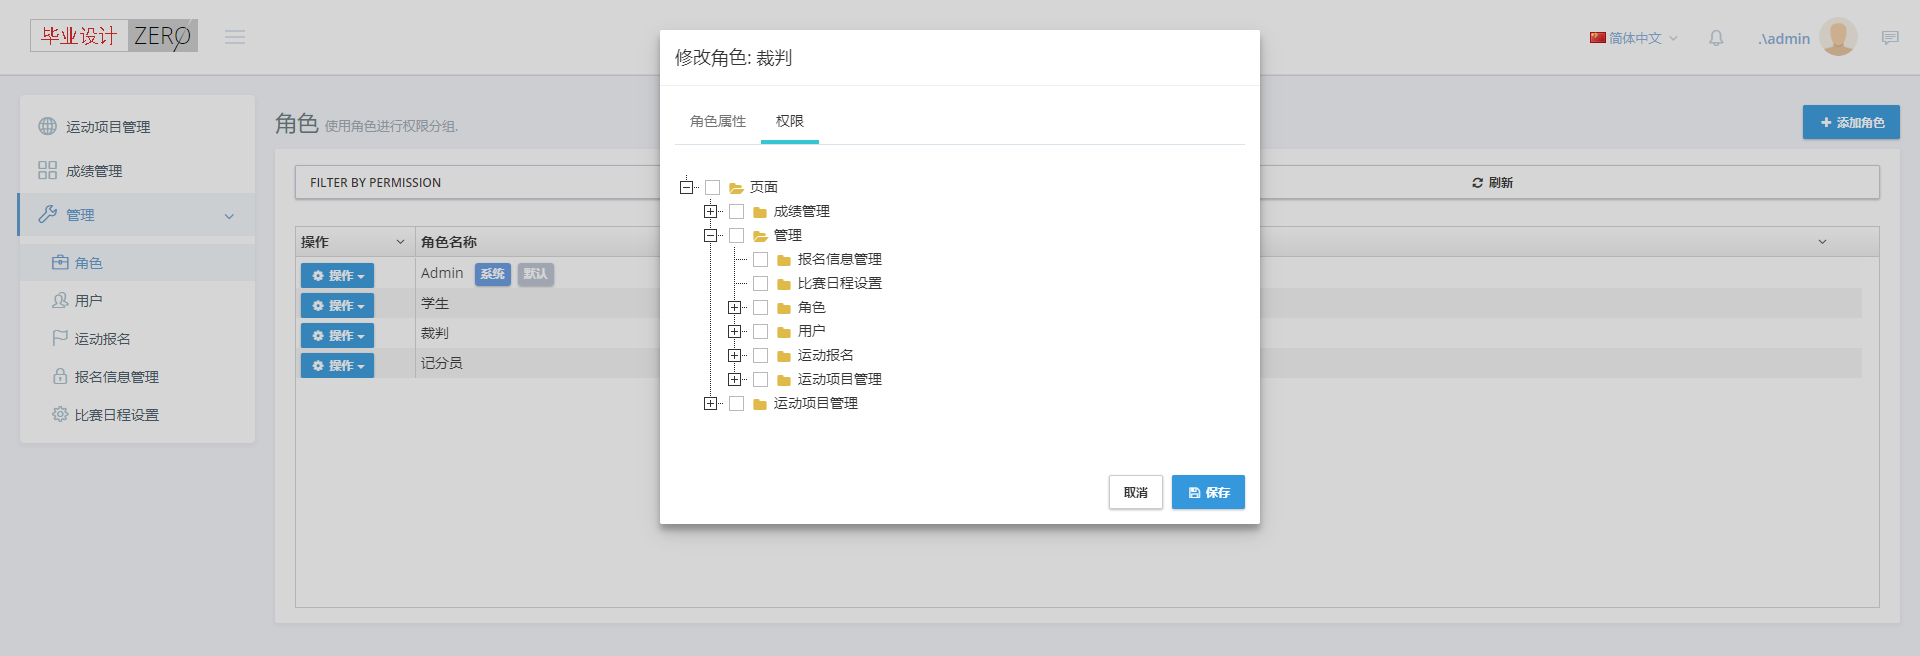 毕业设计 ZERO
简体中文
.\admin
运动项目管理
成绩管理
管理
角色
用户
运动报名
报名信息管理
比赛日程设置
角色 使用角色进行权限分组.
添加角色
FILTER BY PERMISSION
刷新
操作 角色名称
操作 Admin 系统 默认
操作 学生
操作 裁判
操作 记分员
修改角色: 裁判
角色属性 权限
页面
成绩管理
管理
报名信息管理
比赛日程设置
角色
用户
运动报名
运动项目管理
运动项目管理
取消 保存